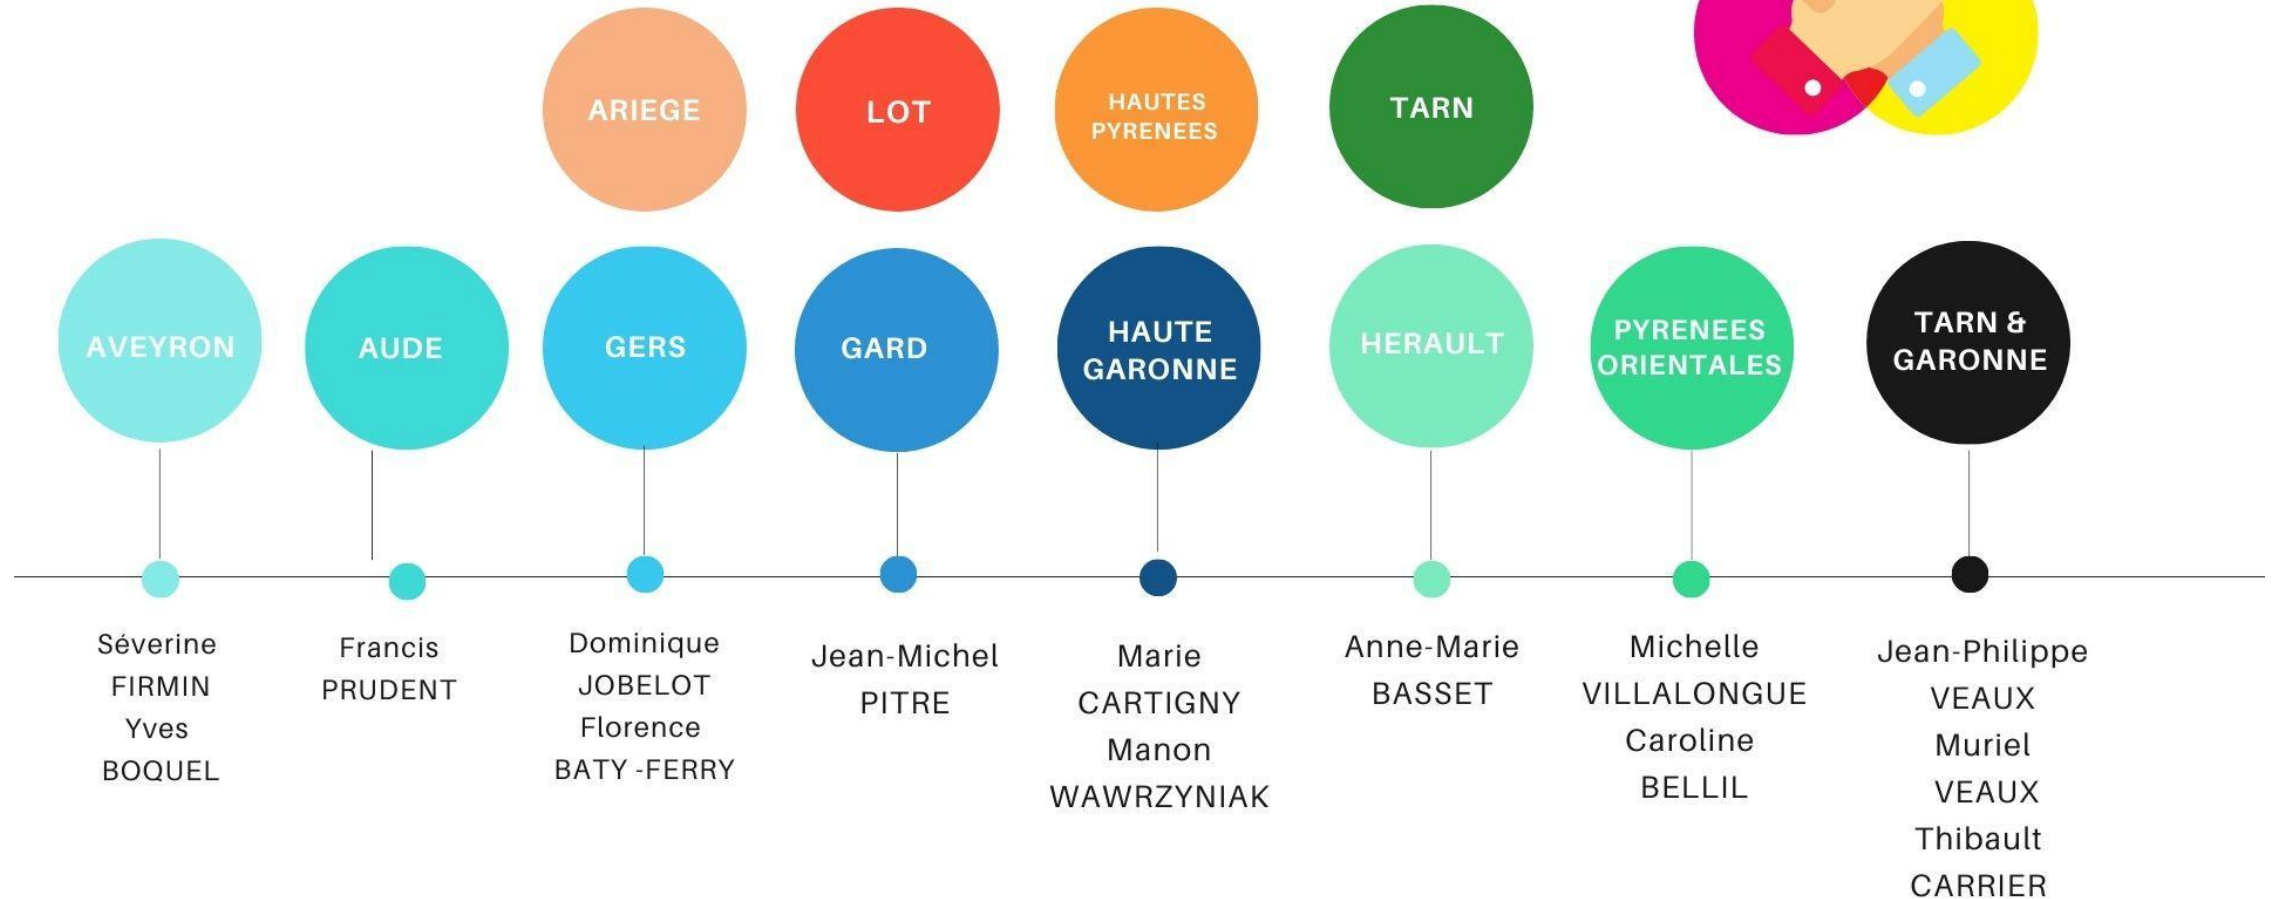 ARIEGE
LOT
HAUTES
PYRENEES
TARN
AVEYRON
AUDE
GERS
GARD
HAUTE
GARONNE
HERAULT
PYRENEES
ORIENTALES
TARN &
GARONNE
Séverine
FIRMIN
Yves
BOQUEL
Francis
PRUDENT
Dominique
JOBELOT
Florence
BATY -FERRY
Jean-Michel
PITRE
Marie
CARTIGNY
Manon
WAWRZYNIAK
Anne-Marie
BASSET
Michelle
VILLALONGUE
Caroline
BELLIL
Jean-Philippe
VEAUX
Muriel
VEAUX
Thibault
CARRIER